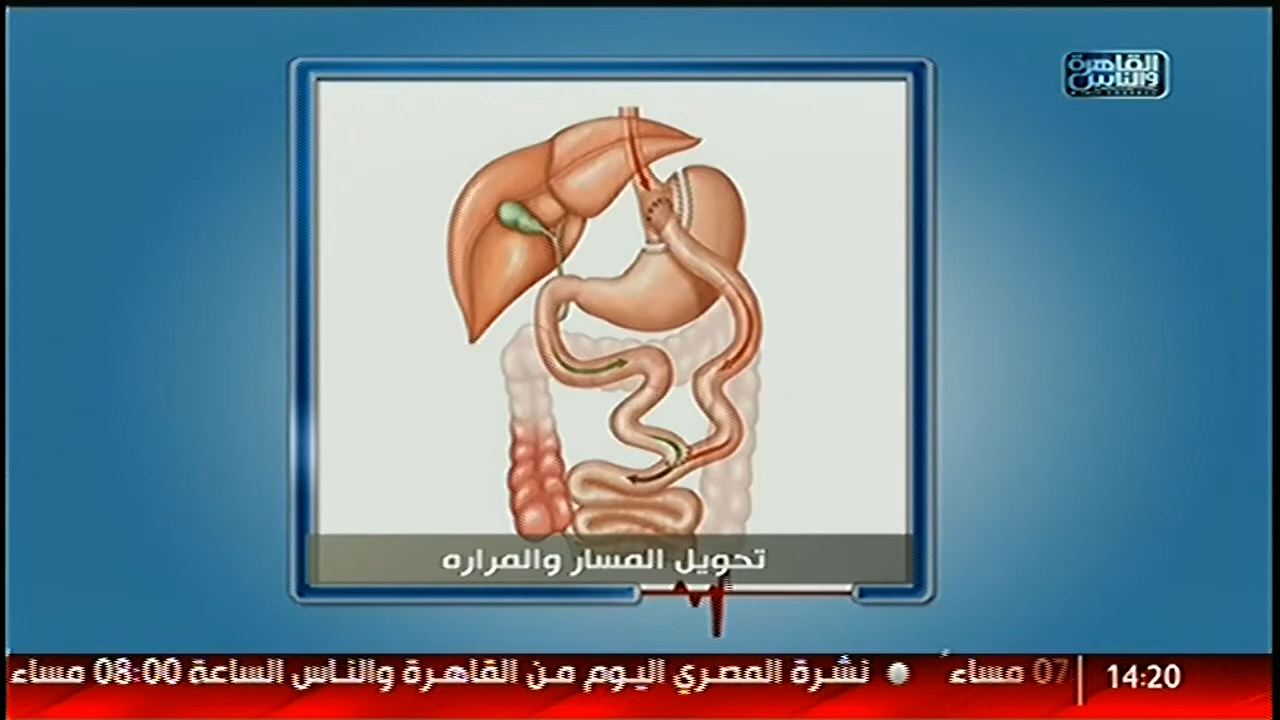 القاهرة
والناس
تحويل المسار والمراره
07 مساءً
نشرة المصري اليوم من القاهرة والناس الساعة 08:00 مساء
14:20